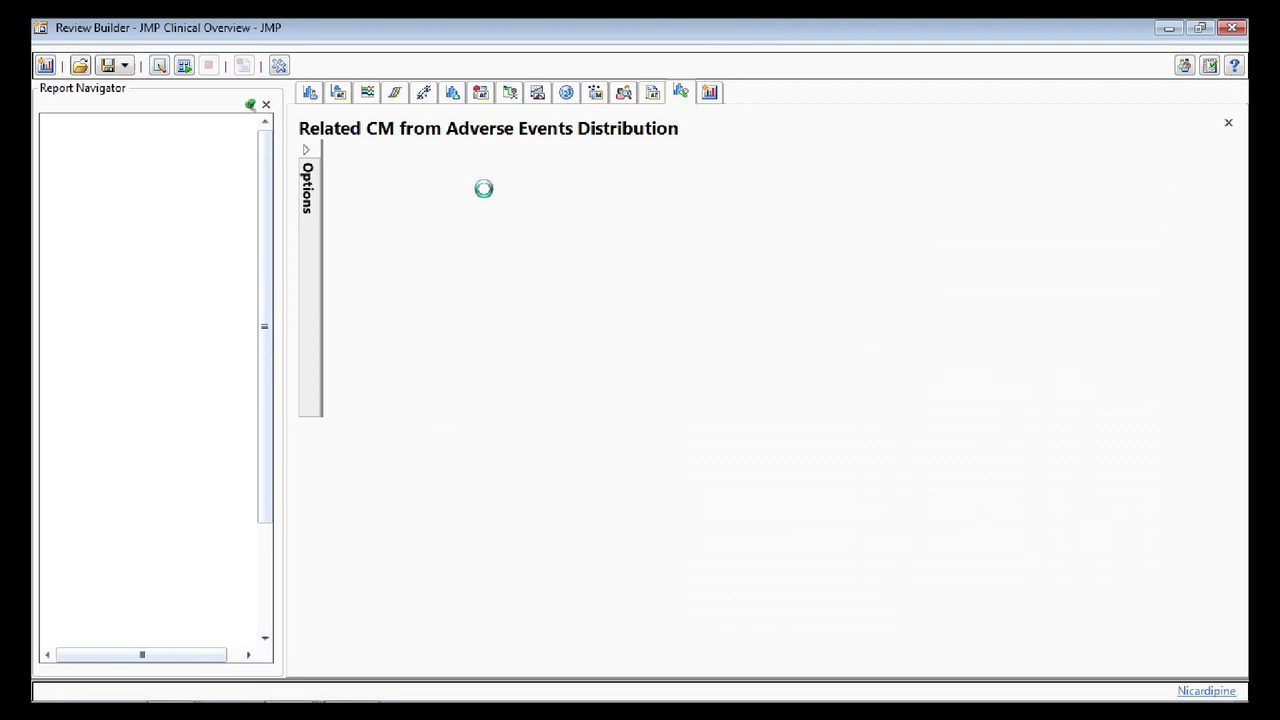 Review Builder - JMP Clinical Overview - JMP
Report Navigator
Related CM from Adverse Events Distribution
Options
Nicardipine